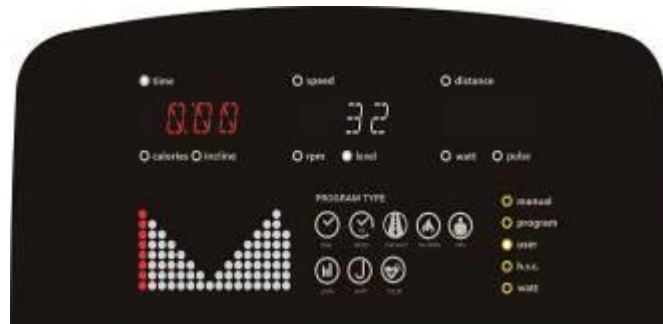 time speed distance
0:00 32
calories incline rpm level watt pulse
PROGRAM TYPE
manual
program
user
h.r.c.
watt